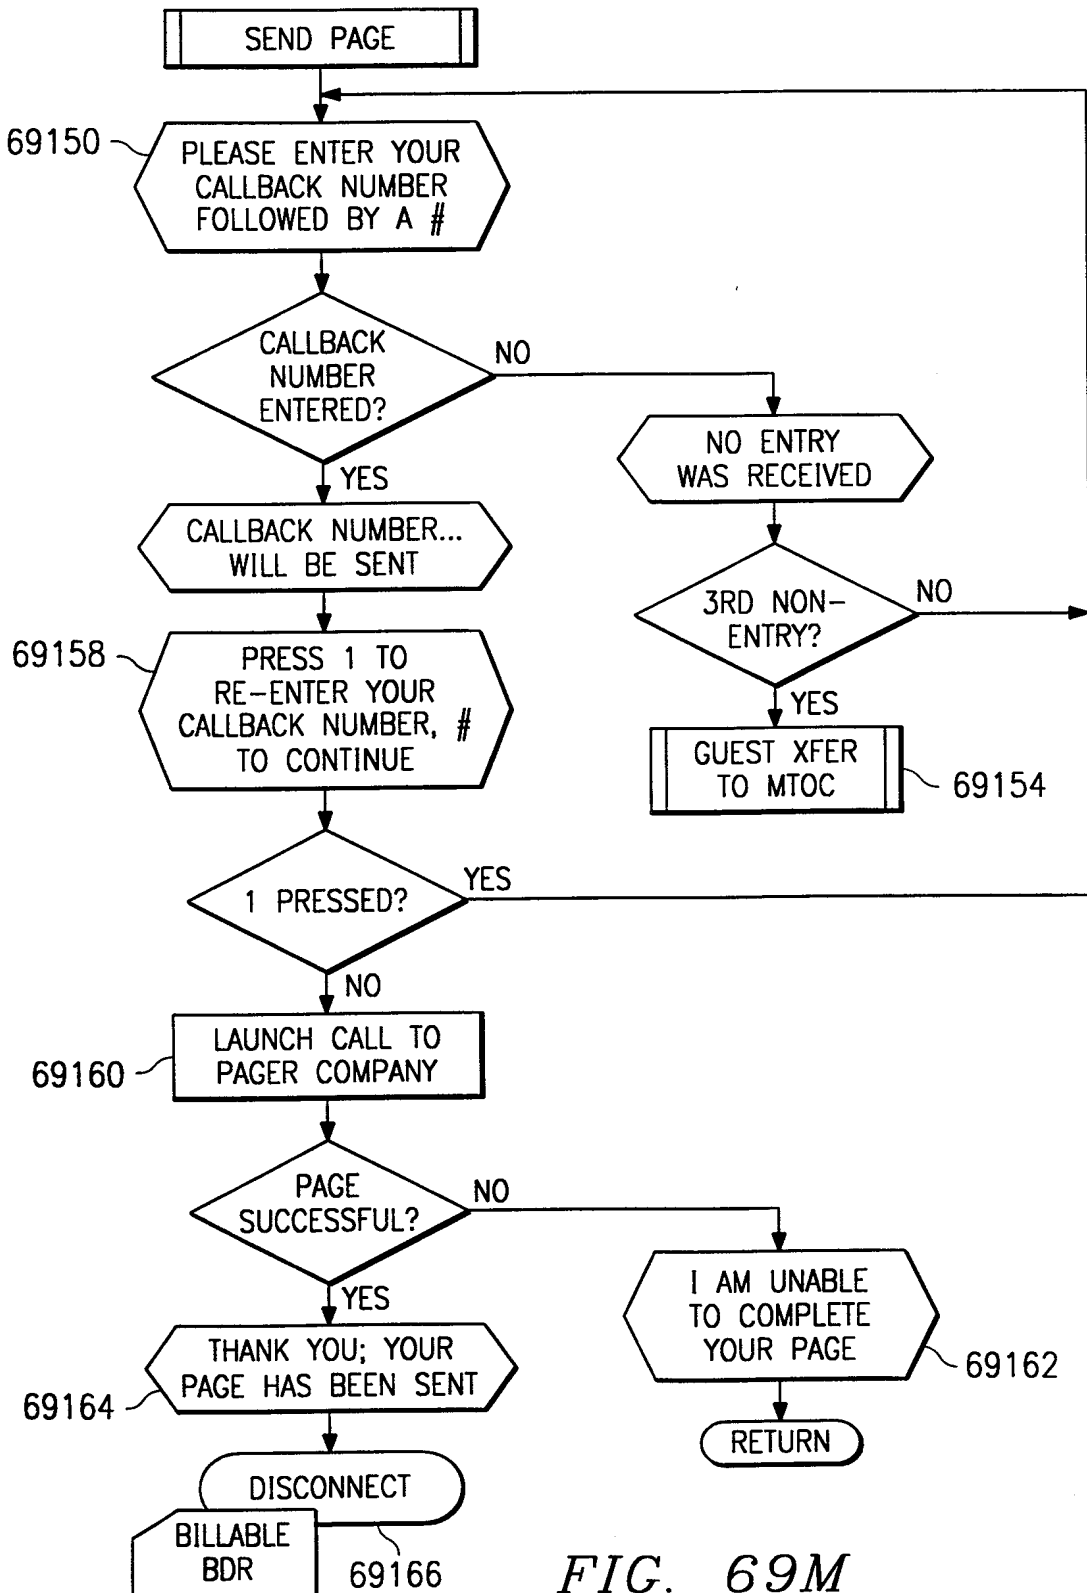 SEND PAGE
69150
PLEASE ENTER YOUR
CALLBACK NUMBER
FOLLOWED BY A #
CALLBACK
NUMBER
ENTERED?
NO
YES
NO ENTRY
WAS RECEIVED
CALLBACK NUMBER...
WILL BE SENT
3RD NON-
ENTRY?
NO
YES
69158
PRESS 1 TO
RE-ENTER YOUR
CALLBACK NUMBER, #
TO CONTINUE
GUEST XFER
TO MTOC
69154
1 PRESSED?
YES
NO
69160
LAUNCH CALL TO
PAGER COMPANY
PAGE
SUCCESSFUL?
NO
YES
I AM UNABLE
TO COMPLETE
YOUR PAGE
69162
THANK YOU; YOUR
PAGE HAS BEEN SENT
69164
RETURN
DISCONNECT
BILLABLE
BDR
69166
FIG. 69M